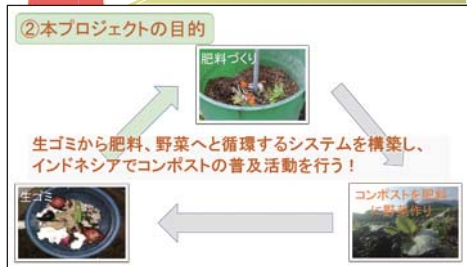 ②本プロジェクトの目的
肥料づくり
生ゴミから肥料、野菜へと循環するシステムを構築し、
インドネシアでコンポストの普及活動を行う！
生ゴミ
コンポストを肥料
に野菜作り